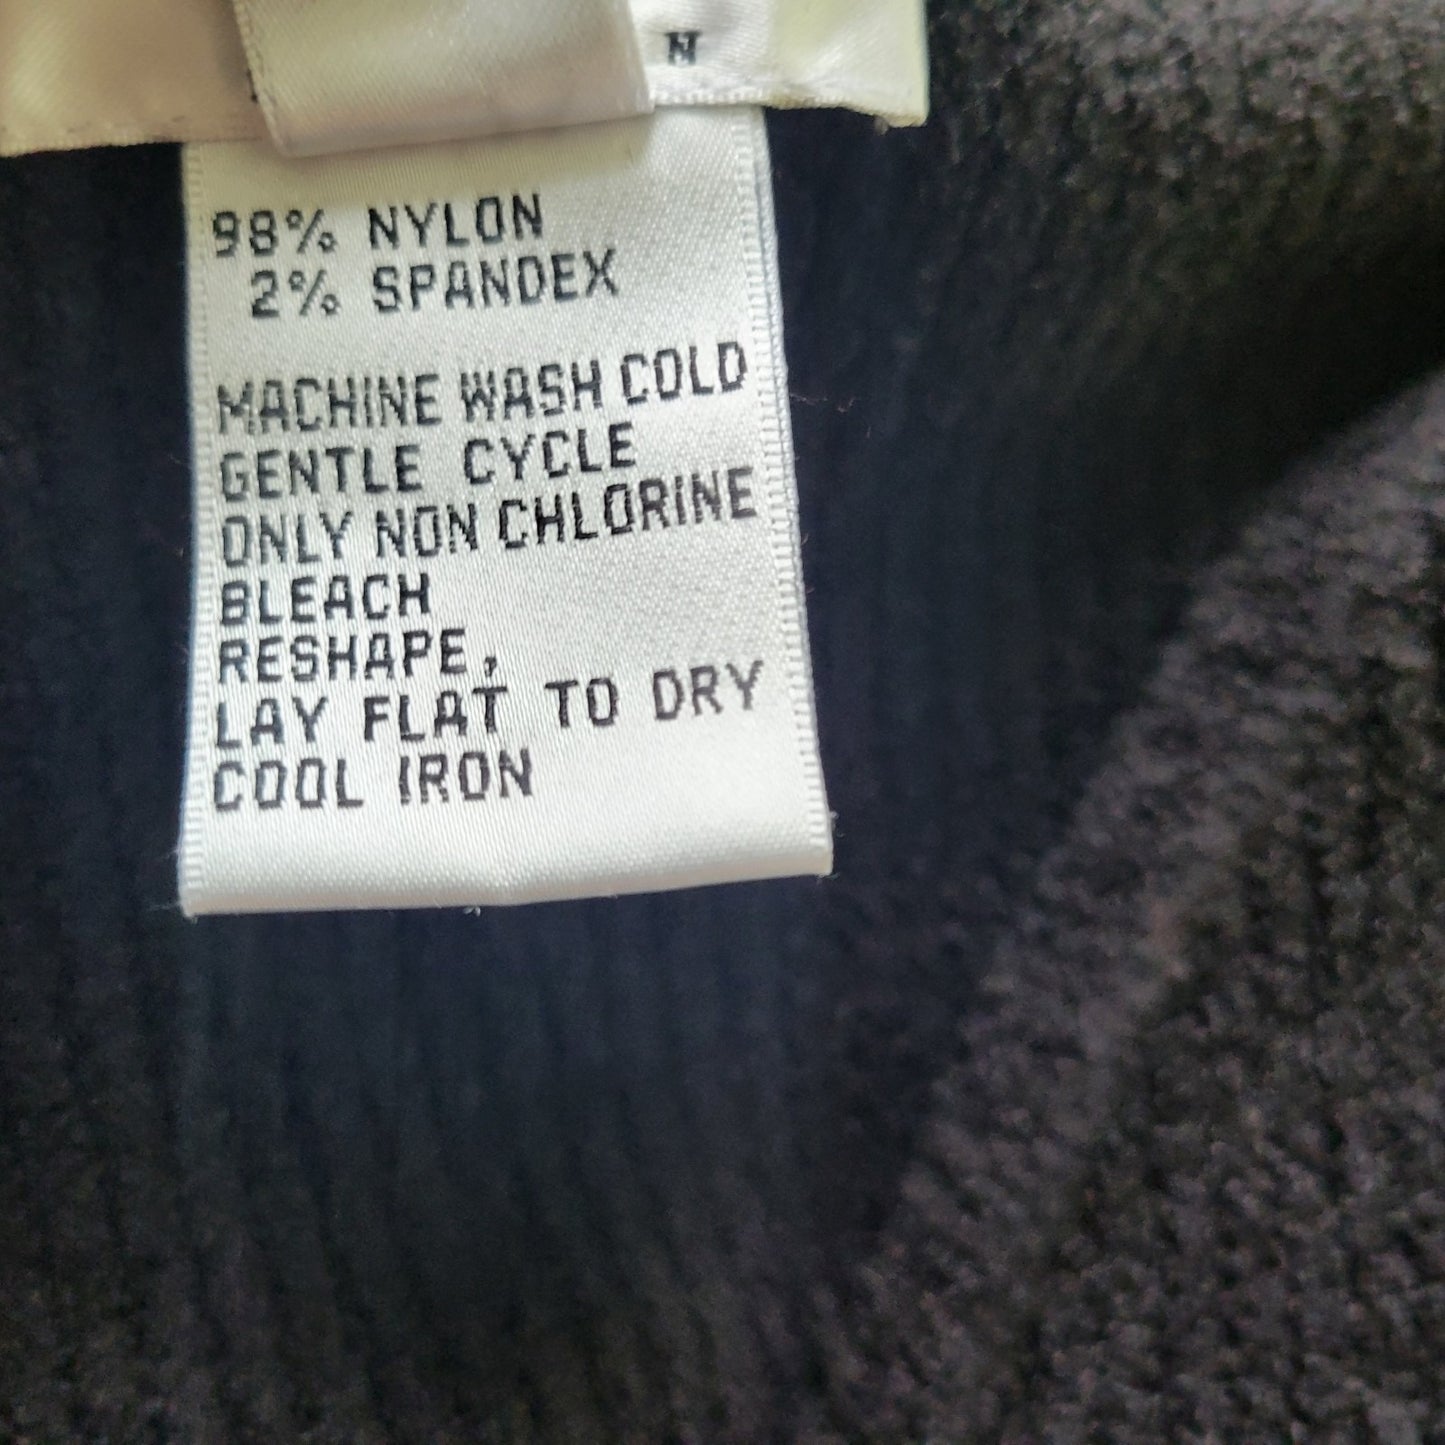 N
98% NYLON
2% SPANDEX
MACHINE WASH COLD
GENTLE CYCLE
ONLY NON CHLORINE
BLEACH
RESHAPE,
LAY FLAT TO DRY
COOL IRON